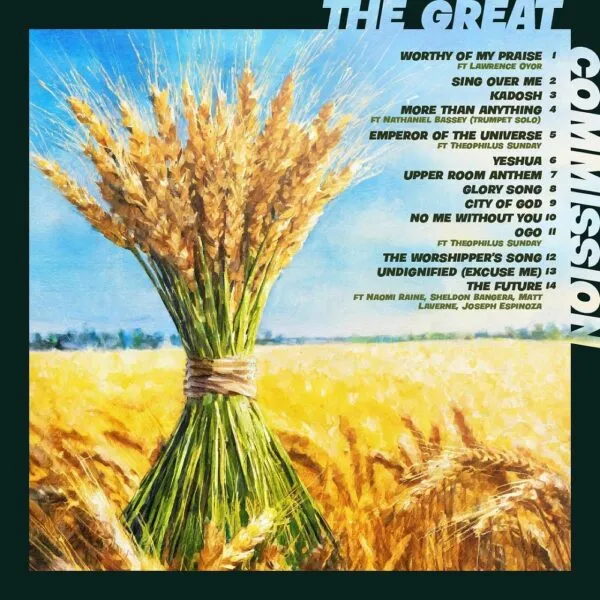 THE GREAT
COMMISSION
WORTHY OF MY PRAISE 1
FT LAWRENCE OYOR
SING OVER ME 2
KADOSH 3
MORE THAN ANYTHING 4
FT NATHANIEL BASSEY (TRUMPET SOLO)
EMPEROR OF THE UNIVERSE 5
FT THEOPHILUS SUNDAY
YESHUA 6
UPPER ROOM ANTHEM 7
GLORY SONG 8
CITY OF GOD 9
NO ME WITHOUT YOU 10
OGO 11
FT THEOPHILUS SUNDAY
THE WORSHIPPER'S SONG 12
UNDIGNIFIED (EXCUSE ME) 13
THE FUTURE 14
FT NAOMI RAINE, SHELDON BANGERA, MATT
LAVERNE, JOSEPH ESPINOZA